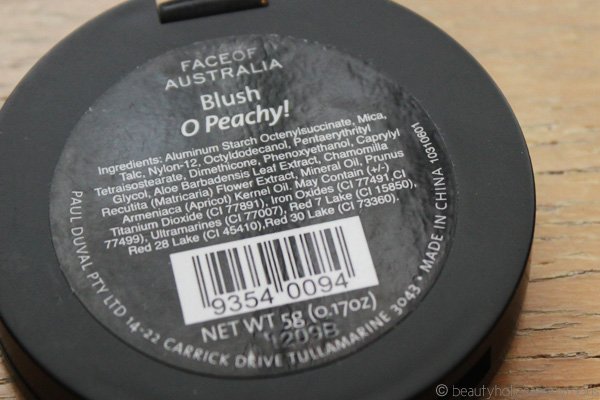 FACE OF
AUSTRALIA
Blush
O Peachy!
Ingredients: Aluminum Starch Octenylsuccinate, Mica,
Talc, Nylon-12, Octyldodecanol, Pentaerythrityl
Tetraisostearate, Dimethicone, Phenoxyethanol, Caprylyl
Glycol, Aloe Barbadensis Leaf Extract, Chamomilla
Recutita (Matricaria) Flower Extract, Mineral Oil, Prunus
Armeniaca (Apricot) Kernel Oil. May Contain (+/-)
Titanium Dioxide (CI 77891), Iron Oxides (CI 77491,CI
77499), Ultramarines (CI 77007), Red 7 Lake (CI 15850),
Red 28 Lake (CI 45410),Red 30 Lake (CI 73360).
9354 0094
NET WT 5g (0.17oz)
1209B
PAUL DUVAL PTY LTD 14-22 CARRICK DRIVE TULLAMARINE 3043 • MADE IN CHINA 10310601